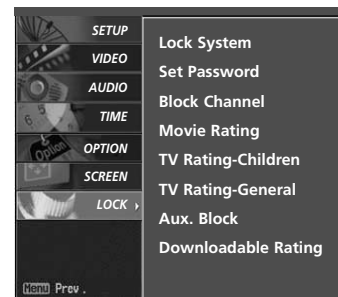 SETUP
VIDEO
AUDIO
TIME
OPTION
SCREEN
LOCK
Menu Prev.
Lock System
Set Password
Block Channel
Movie Rating
TV Rating-Children
TV Rating-General
Aux. Block
Downloadable Rating